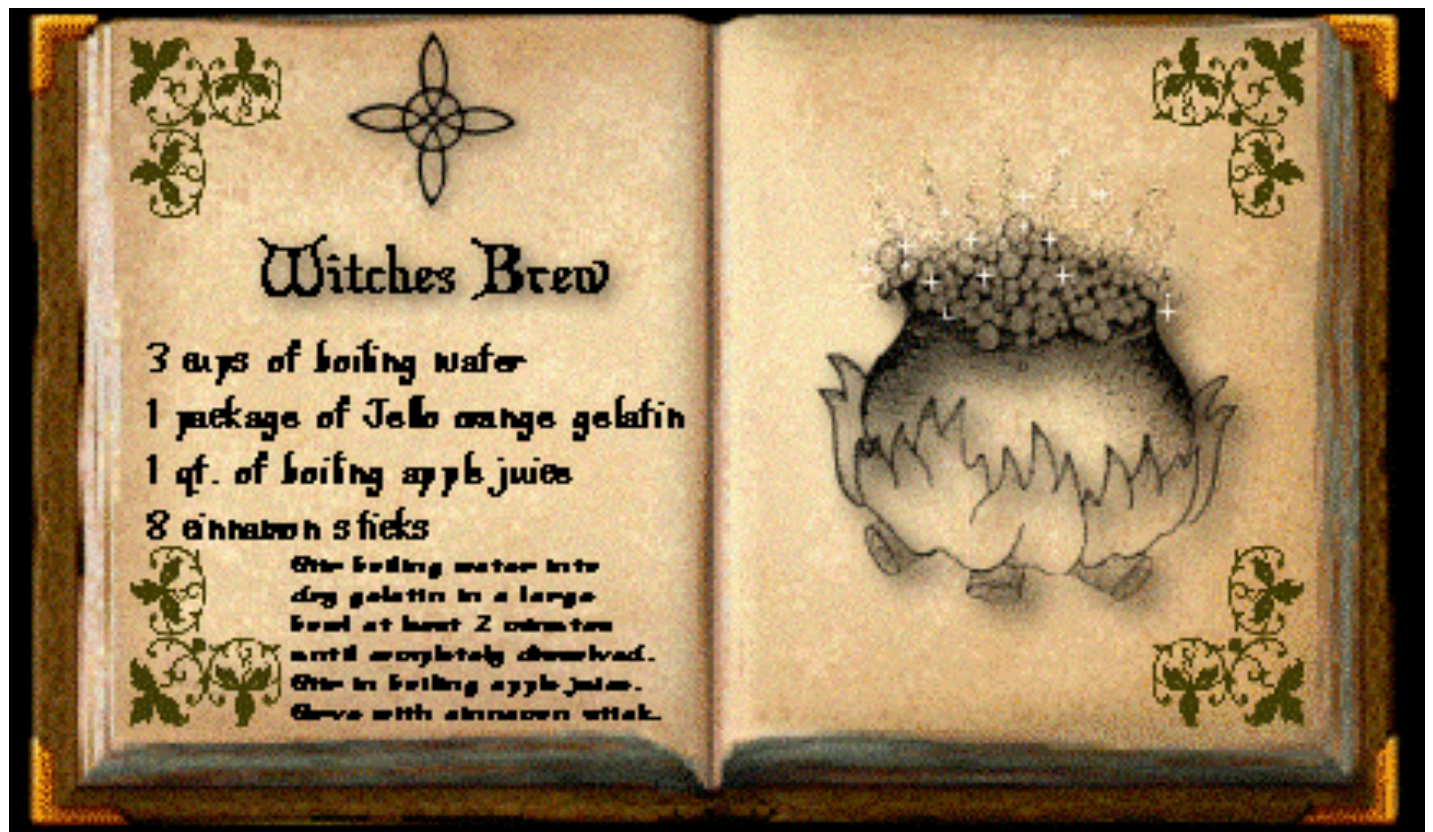 Witches Brew
3 cups of boiling water
1 package of Jello orange gelatin
1 qt. of boiling apple juice
8 cinnamon sticks
Stir boiling water into
dry gelatin in a large
bowl at least 2 minutes
until completely dissolved.
Stir in boiling apple juice.
Serve with cinnamon stick.